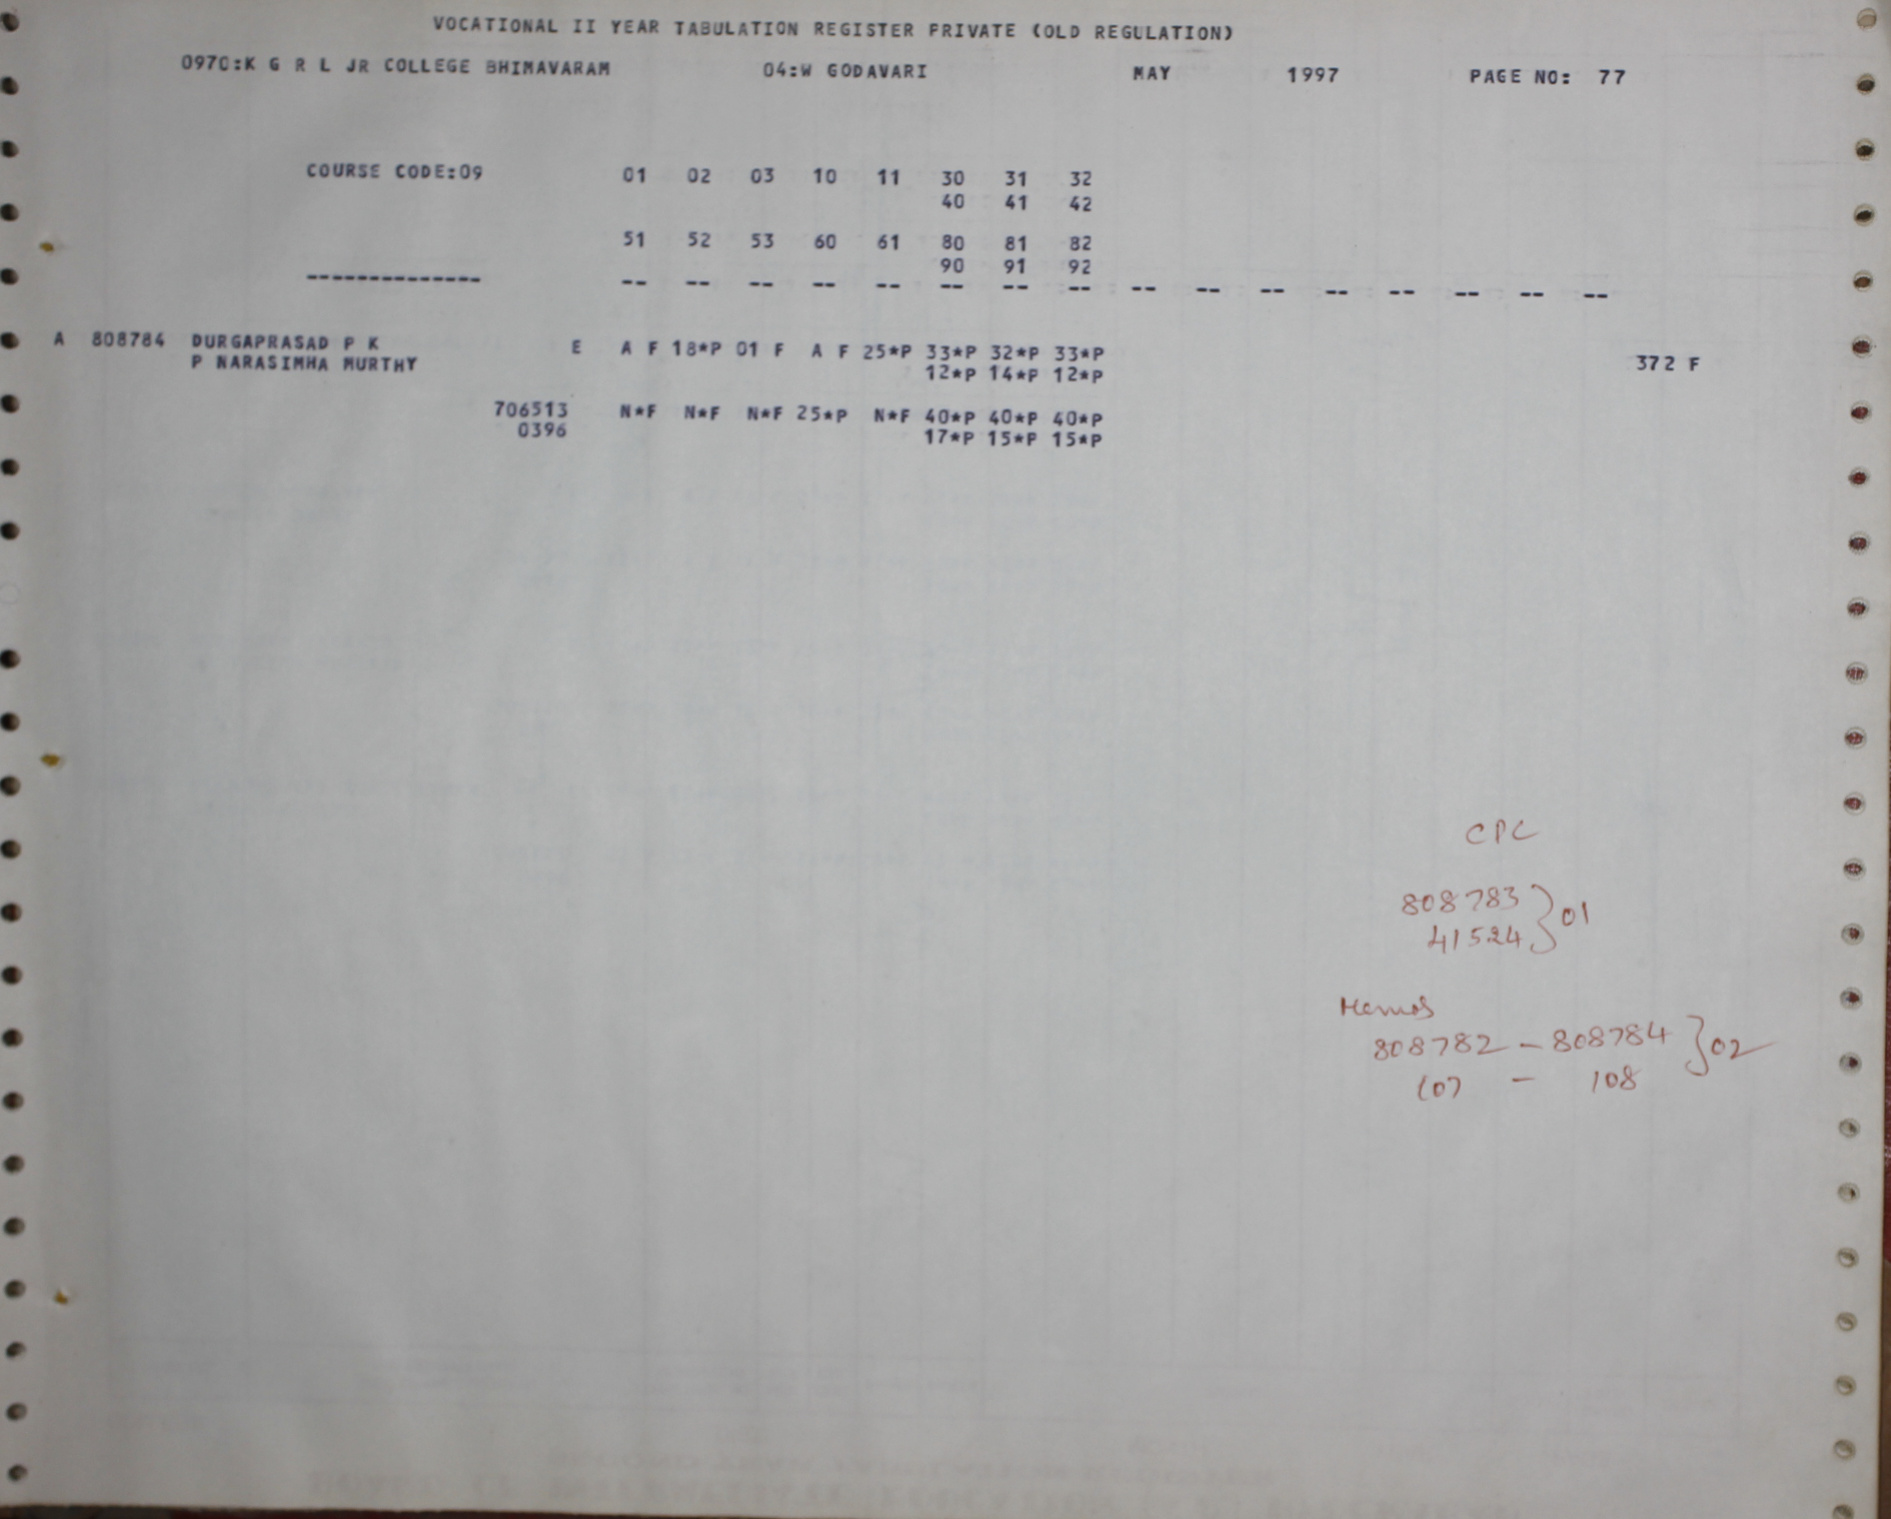 VOCATIONAL II YEAR TABULATION REGISTER PRIVATE (OLD REGULATION)
0970:K G R L JR COLLEGE BHIMAVARAM 04:W GODAVARI MAY 1997 PAGE NO: 77
COURSE CODE:09 01 02 03 10 11 30 31 32
40 41 42
51 52 53 60 61 80 81 82
90 91 92
-------------- -- -- -- -- -- -- -- -- -- -- -- -- -- -- -- --
A 808784 DURGAPRASAD P K E A F 18*P 01 F A F 25*P 33*P 32*P 33*P
P NARASIMHA MURTHY 12*P 14*P 12*P 372 F
706513 N*F N*F N*F 25*P N*F 40*P 40*P 40*P
0396 17*P 15*P 15*P
CPC
808783 } 01
41524
808782 - 808784 } 02
107 - 108